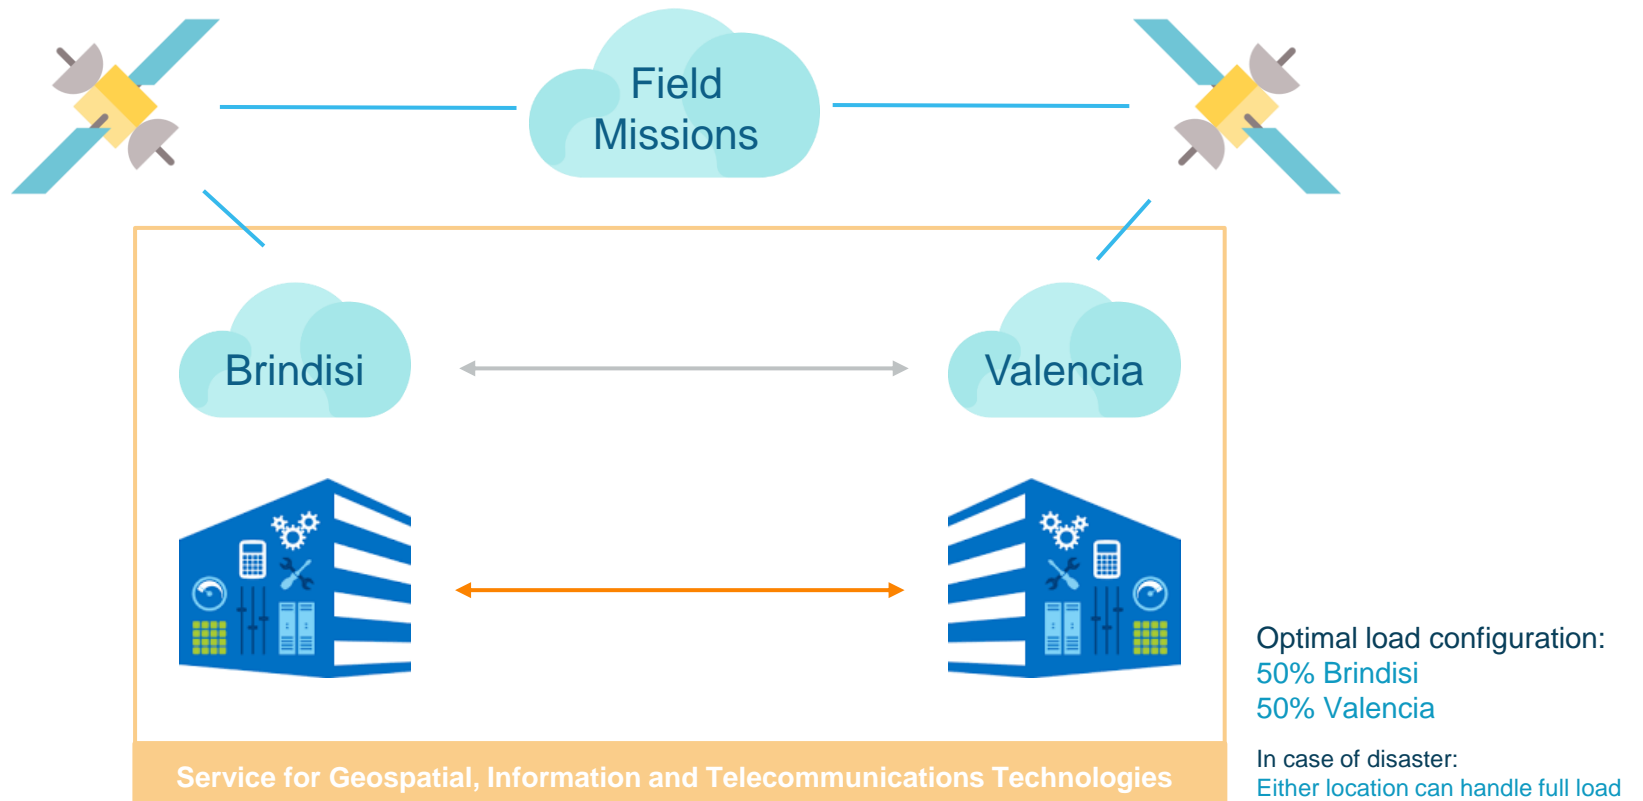 Field
Missions
Brindisi
Valencia
Optimal load configuration:
50% Brindisi
50% Valencia
In case of disaster:
Either location can handle full load
Service for Geospatial, Information and Telecommunications Technologies